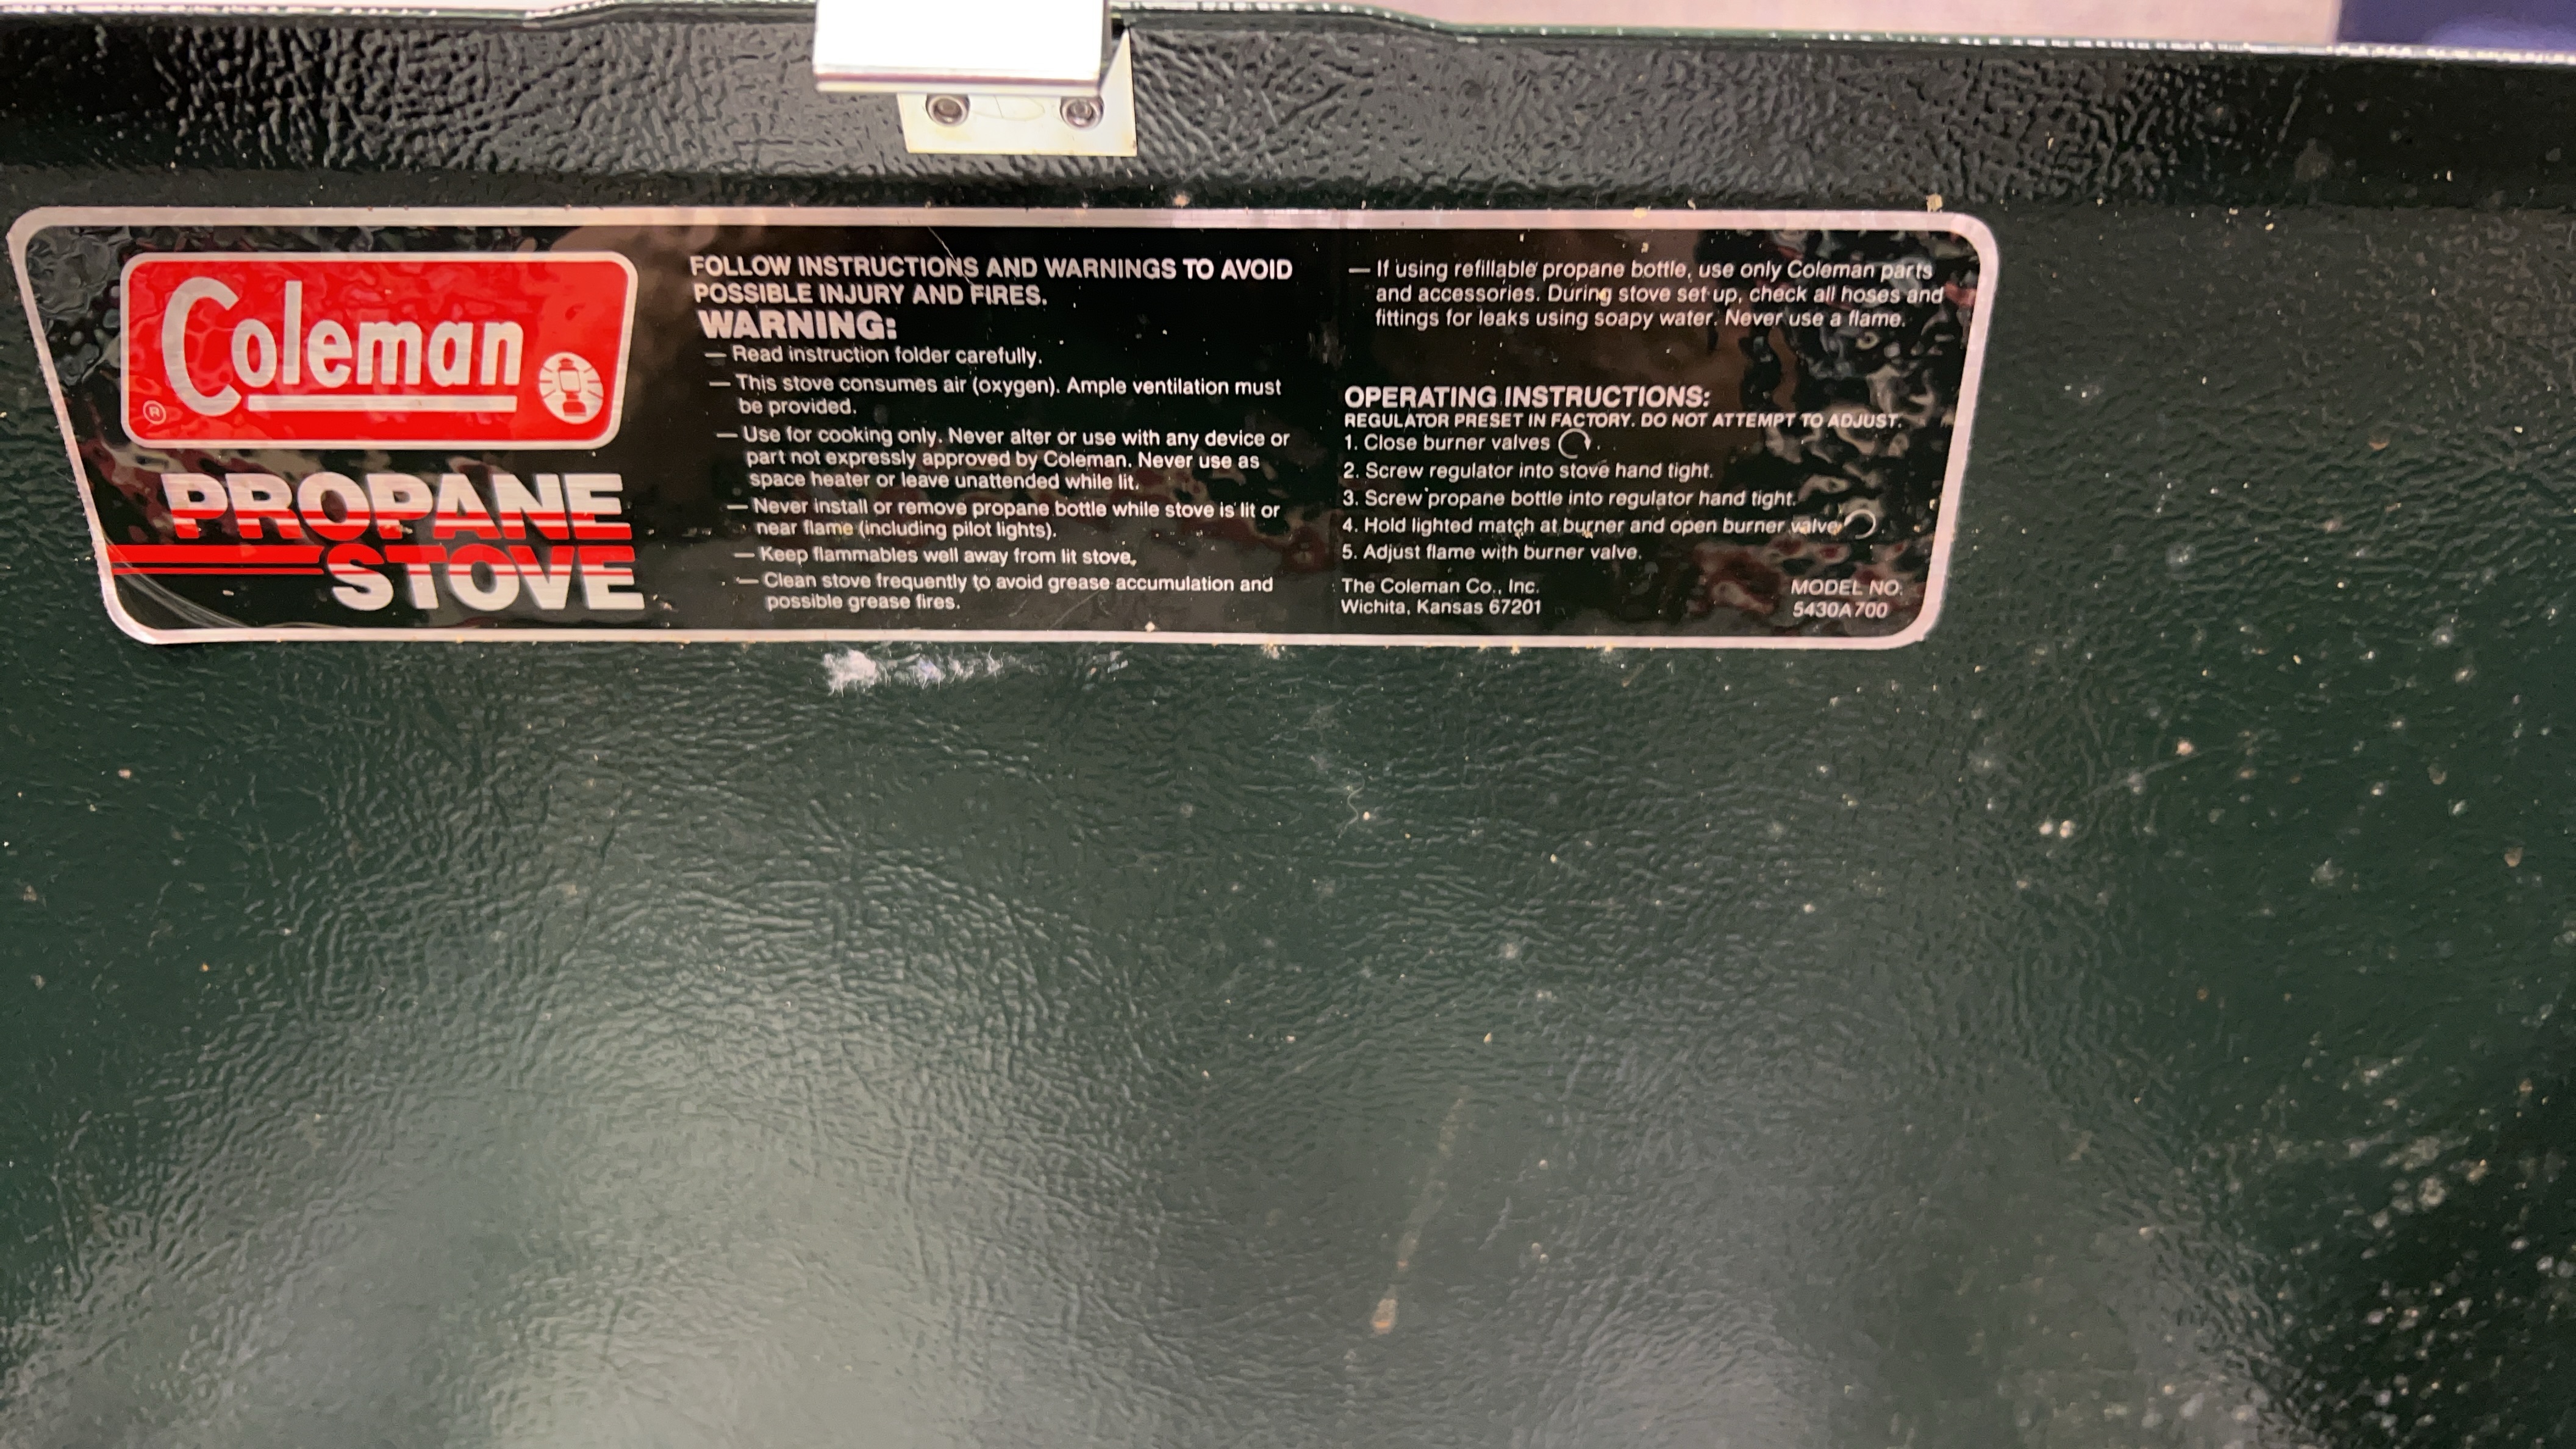 Coleman
®
PROPANE
STOVE
FOLLOW INSTRUCTIONS AND WARNINGS TO AVOID
POSSIBLE INJURY AND FIRES.
WARNING:
— Read instruction folder carefully.
— This stove consumes air (oxygen). Ample ventilation must
be provided.
— Use for cooking only. Never alter or use with any device or
part not expressly approved by Coleman. Never use as
space heater or leave unattended while lit.
— Never install or remove propane bottle while stove is lit or
near flame (including pilot lights).
— Keep flammables well away from lit stove.
— Clean stove frequently to avoid grease accumulation and
possible grease fires.
— If using refillable propane bottle, use only Coleman parts
and accessories. During stove set up, check all hoses and
fittings for leaks using soapy water. Never use a flame.
OPERATING INSTRUCTIONS:
REGULATOR PRESET IN FACTORY. DO NOT ATTEMPT TO ADJUST.
1. Close burner valves .
2. Screw regulator into stove hand tight.
3. Screw propane bottle into regulator hand tight.
4. Hold lighted match at burner and open burner valve
5. Adjust flame with burner valve.
The Coleman Co., Inc.
Wichita, Kansas 67201
MODEL NO.
5430A700